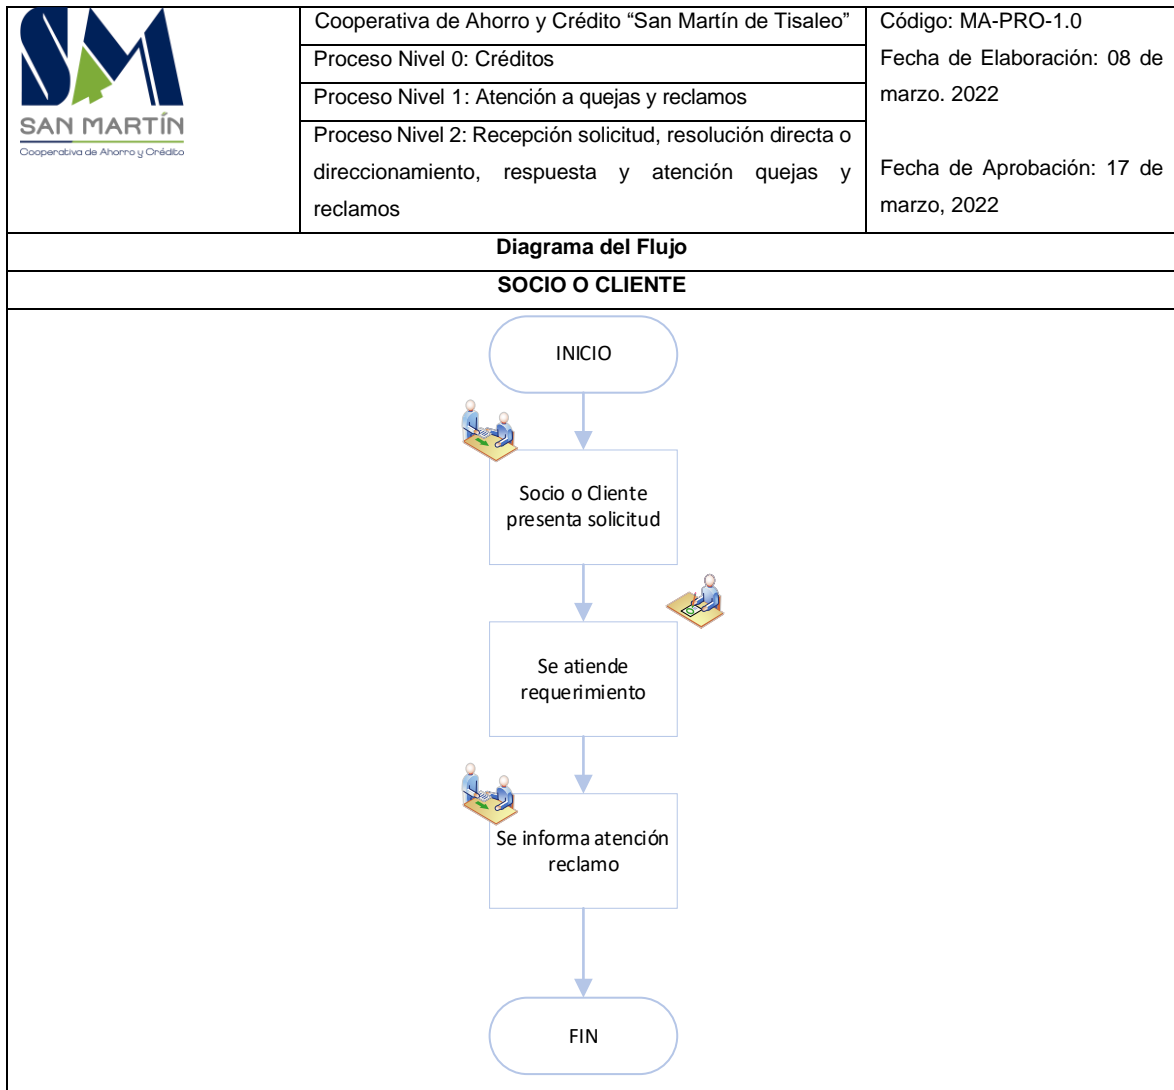 SM
SAN MARTÍN
Cooperativa de Ahorro y Crédito
Cooperativa de Ahorro y Crédito “San Martín de Tisaleo”
Proceso Nivel 0: Créditos
Proceso Nivel 1: Atención a quejas y reclamos
Proceso Nivel 2: Recepción solicitud, resolución directa o
direccionamiento, respuesta y atención quejas y
reclamos
Código: MA-PRO-1.0
Fecha de Elaboración: 08 de
marzo. 2022
Fecha de Aprobación: 17 de
marzo, 2022
Diagrama del Flujo
SOCIO O CLIENTE
INICIO
Socio o Cliente
presenta solicitud
Se atiende
requerimiento
Se informa atención
reclamo
FIN